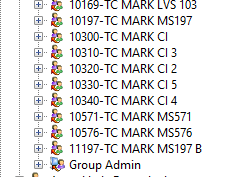 10169-TC MARK LVS 103
10197-TC MARK MS197
10300-TC MARK CI
10310-TC MARK CI 3
10320-TC MARK CI 2
10330-TC MARK CI 5
10340-TC MARK CI 4
10571-TC MARK MS571
10576-TC MARK MS576
11197-TC MARK MS197 B
Group Admin